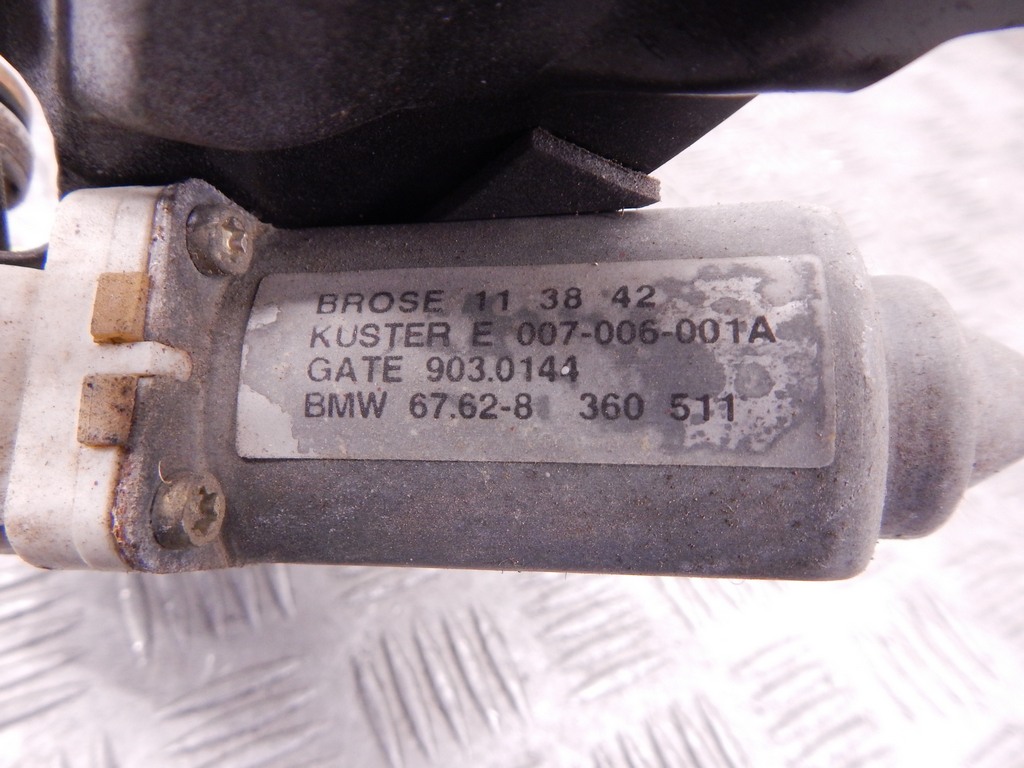 BROSE 11 38 42
KUSTER E 007-006-001A
GATE 903.0144
BMW 67.62-8 360 511